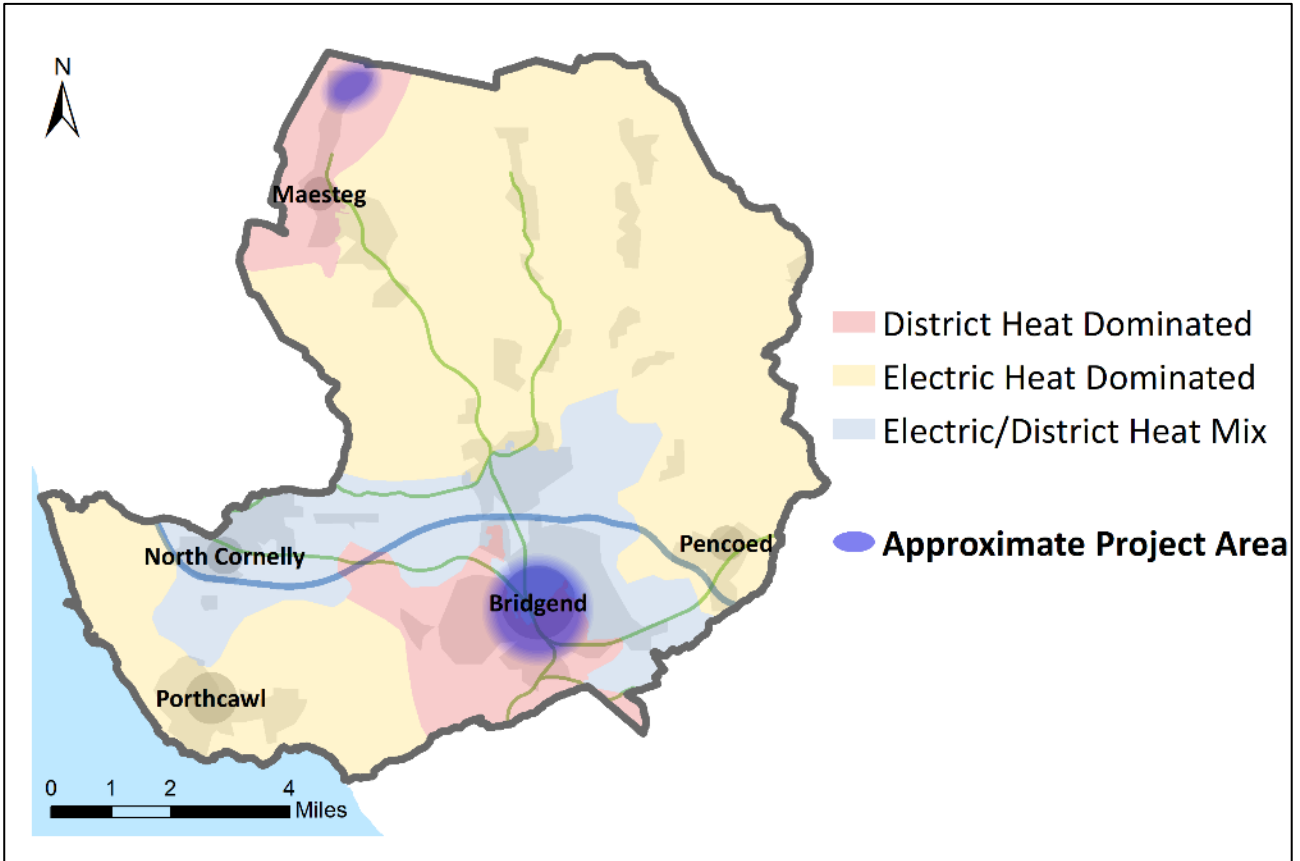 N
Maesteg
District Heat Dominated
Electric Heat Dominated
Electric/District Heat Mix
North Cornelly
Pencoed
Approximate Project Area
Bridgend
Porthcawl
0 1 2 4
Miles